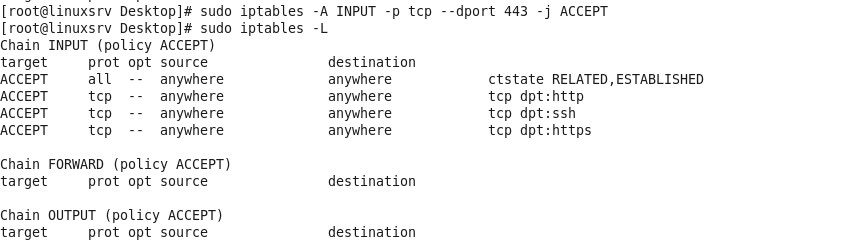 [root@linuxsrv Desktop]# sudo iptables -A INPUT -p tcp --dport 443 -j ACCEPT
[root@linuxsrv Desktop]# sudo iptables -L
Chain INPUT (policy ACCEPT)
target     prot opt source               destination
ACCEPT     all  --  anywhere             anywhere            ctstate RELATED,ESTABLISHED
ACCEPT     tcp  --  anywhere             anywhere            tcp dpt:http
ACCEPT     tcp  --  anywhere             anywhere            tcp dpt:ssh
ACCEPT     tcp  --  anywhere             anywhere            tcp dpt:https

Chain FORWARD (policy ACCEPT)
target     prot opt source               destination

Chain OUTPUT (policy ACCEPT)
target     prot opt source               destination